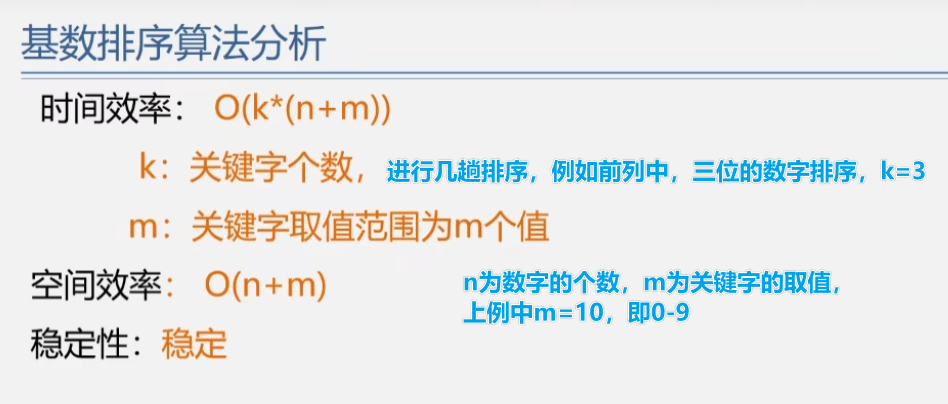 基数排序算法分析
时间效率： O(k*(n+m))
k：关键字个数， 进行几趟排序，例如前列中，三位的数字排序，k=3
m：关键字取值范围为m个值
空间效率： O(n+m)
n为数字的个数，m为关键字的取值，
上例中m=10，即0-9
稳定性：稳定